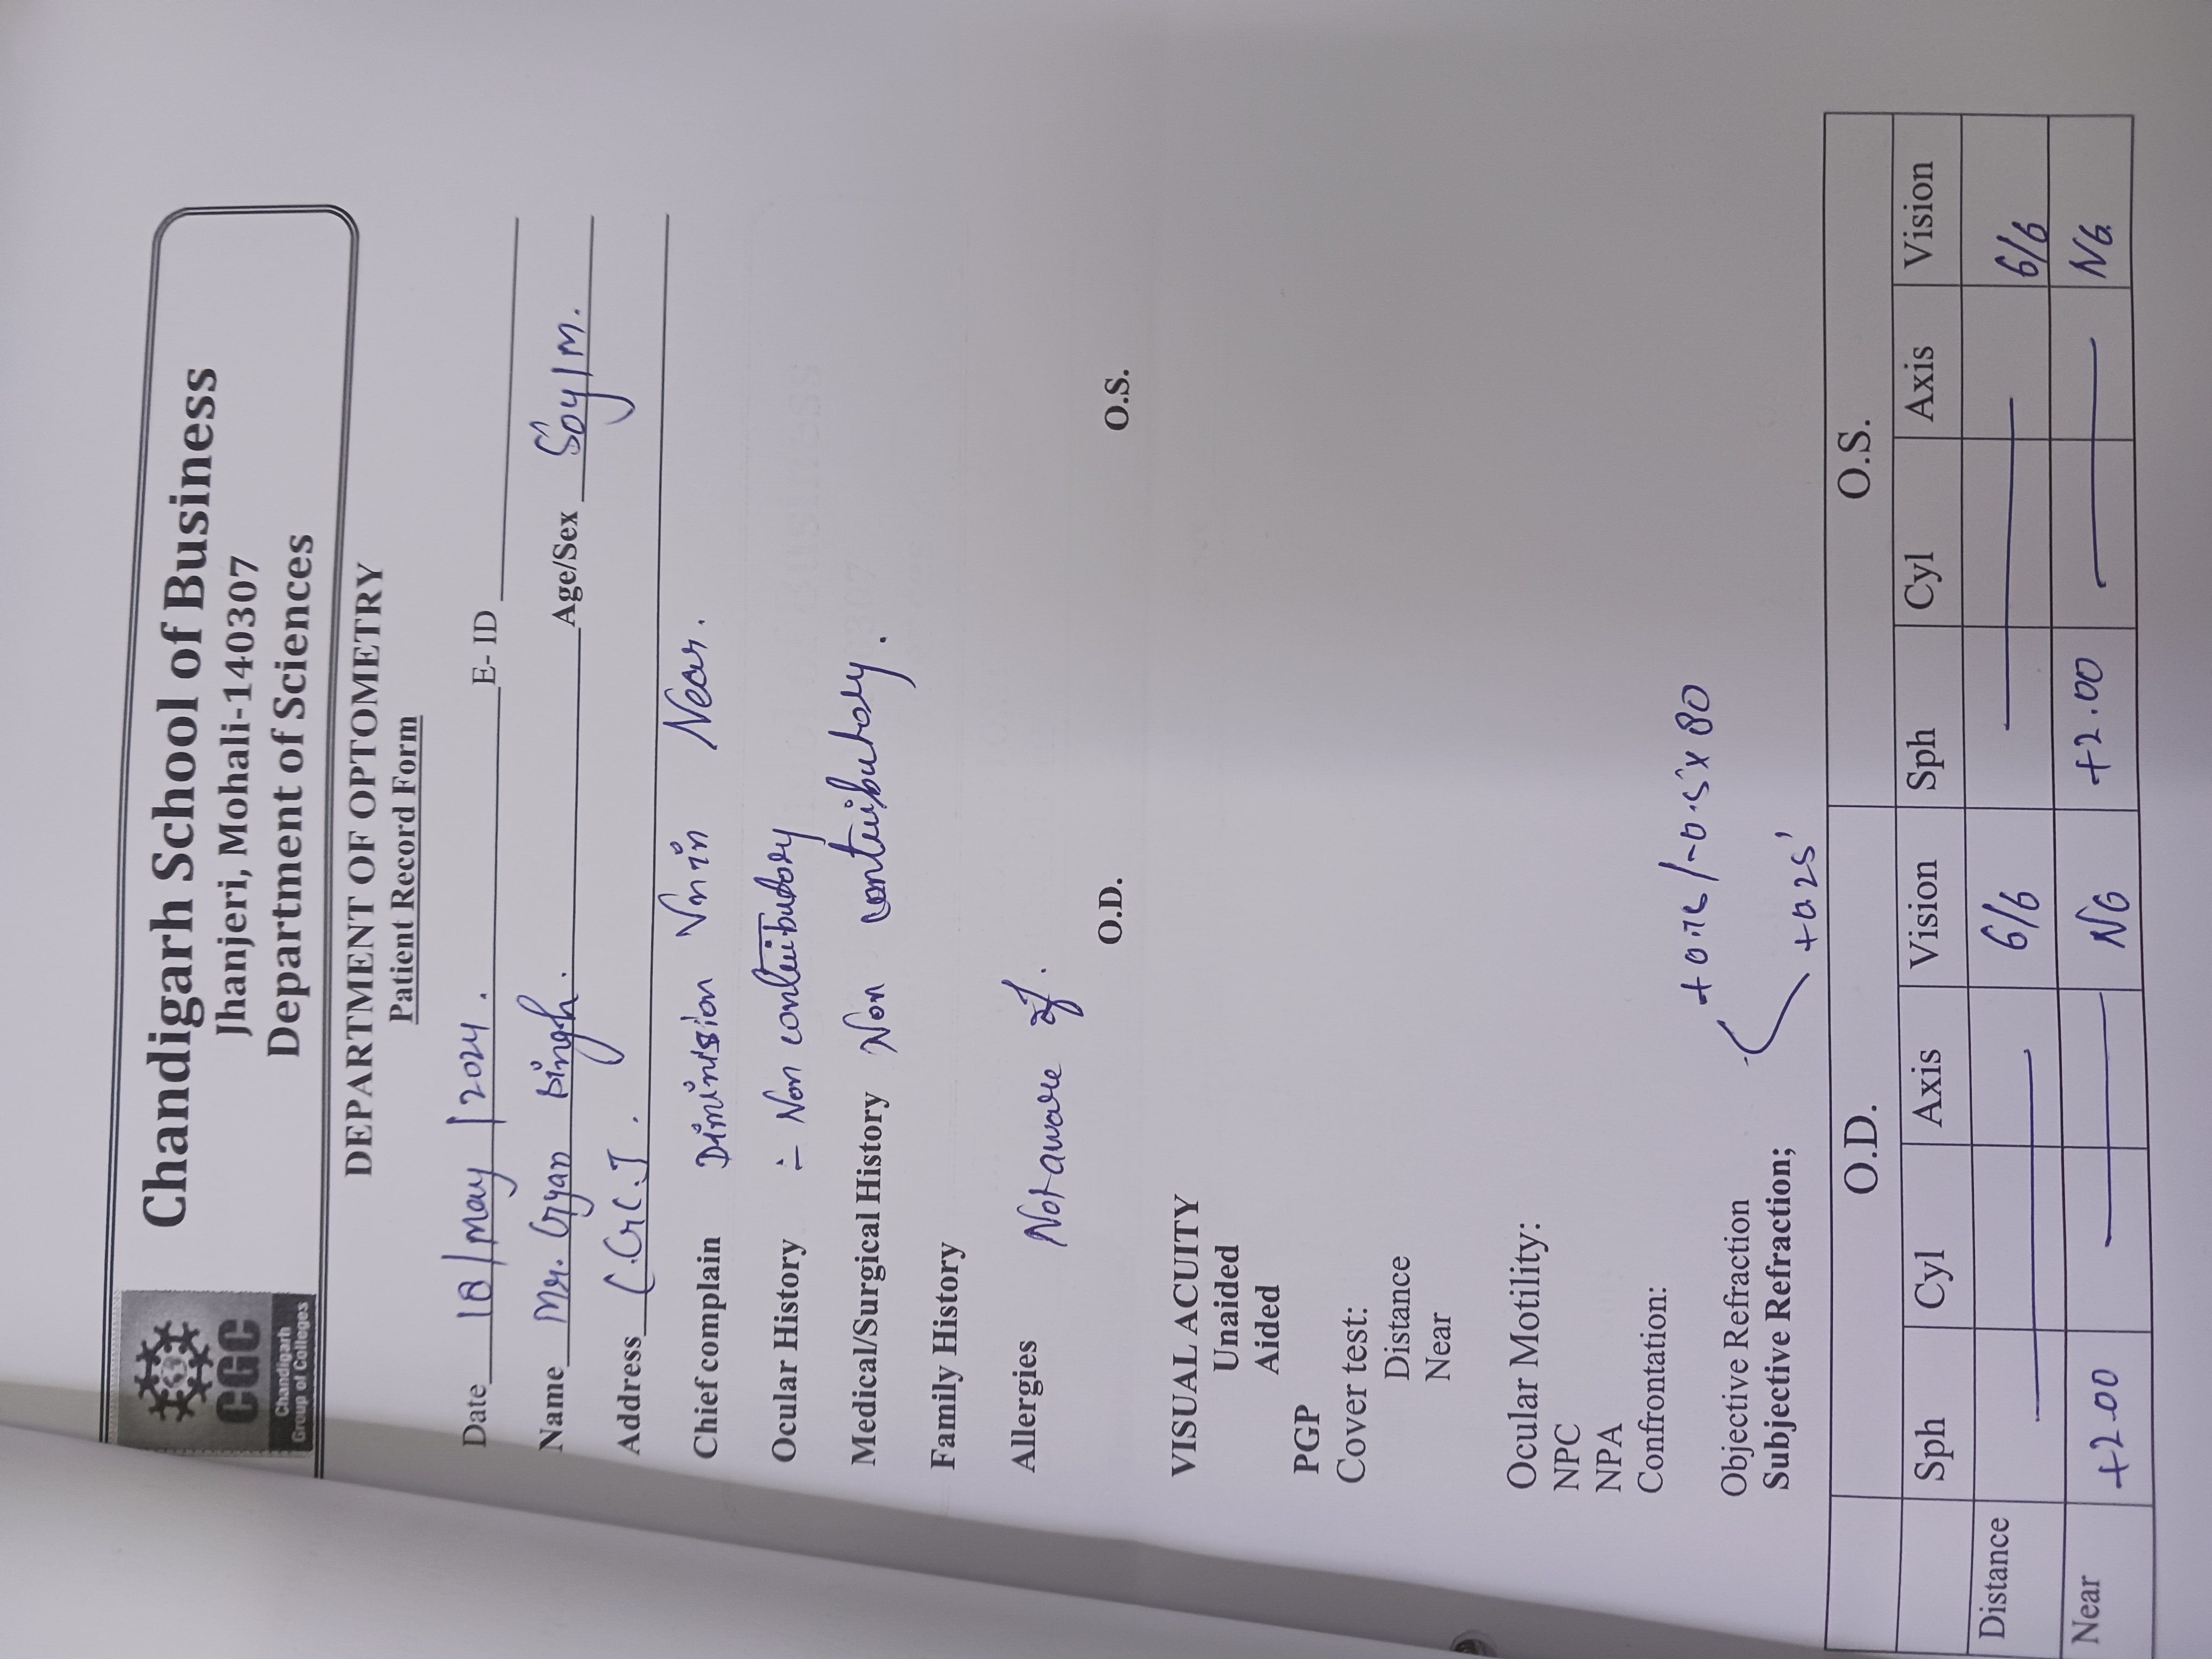 CGC
Chandigarh
Group of Colleges
Chandigarh School of Business
Jhanjeri, Mohali-140307
Department of Sciences
DEPARTMENT OF OPTOMETRY
Patient Record Form
Date 18/may/2024. E- ID
Name Mr. Gyan Singh. Age/Sex 50y/M.
Address C.G.C.J.
Chief complain Diminision Vn in Near.
Ocular History :- Non contributory
Medical/Surgical History Non contributory.
Family History
Allergies Not aware of.
O.D. O.S.
VISUAL ACUITY
Unaided
Aided
PGP
Cover test:
Distance
Near
Ocular Motility:
NPC
NPA
Confrontation:
+0.75/-0.5 x 80
Objective Refraction
Subjective Refraction;
+0.25
O.D. O.S.
Sph Cyl Axis Vision Sph Cyl Axis Vision
Distance — 6/6 — 6/6
Near +2.00 — N6 +2.00 — N6.